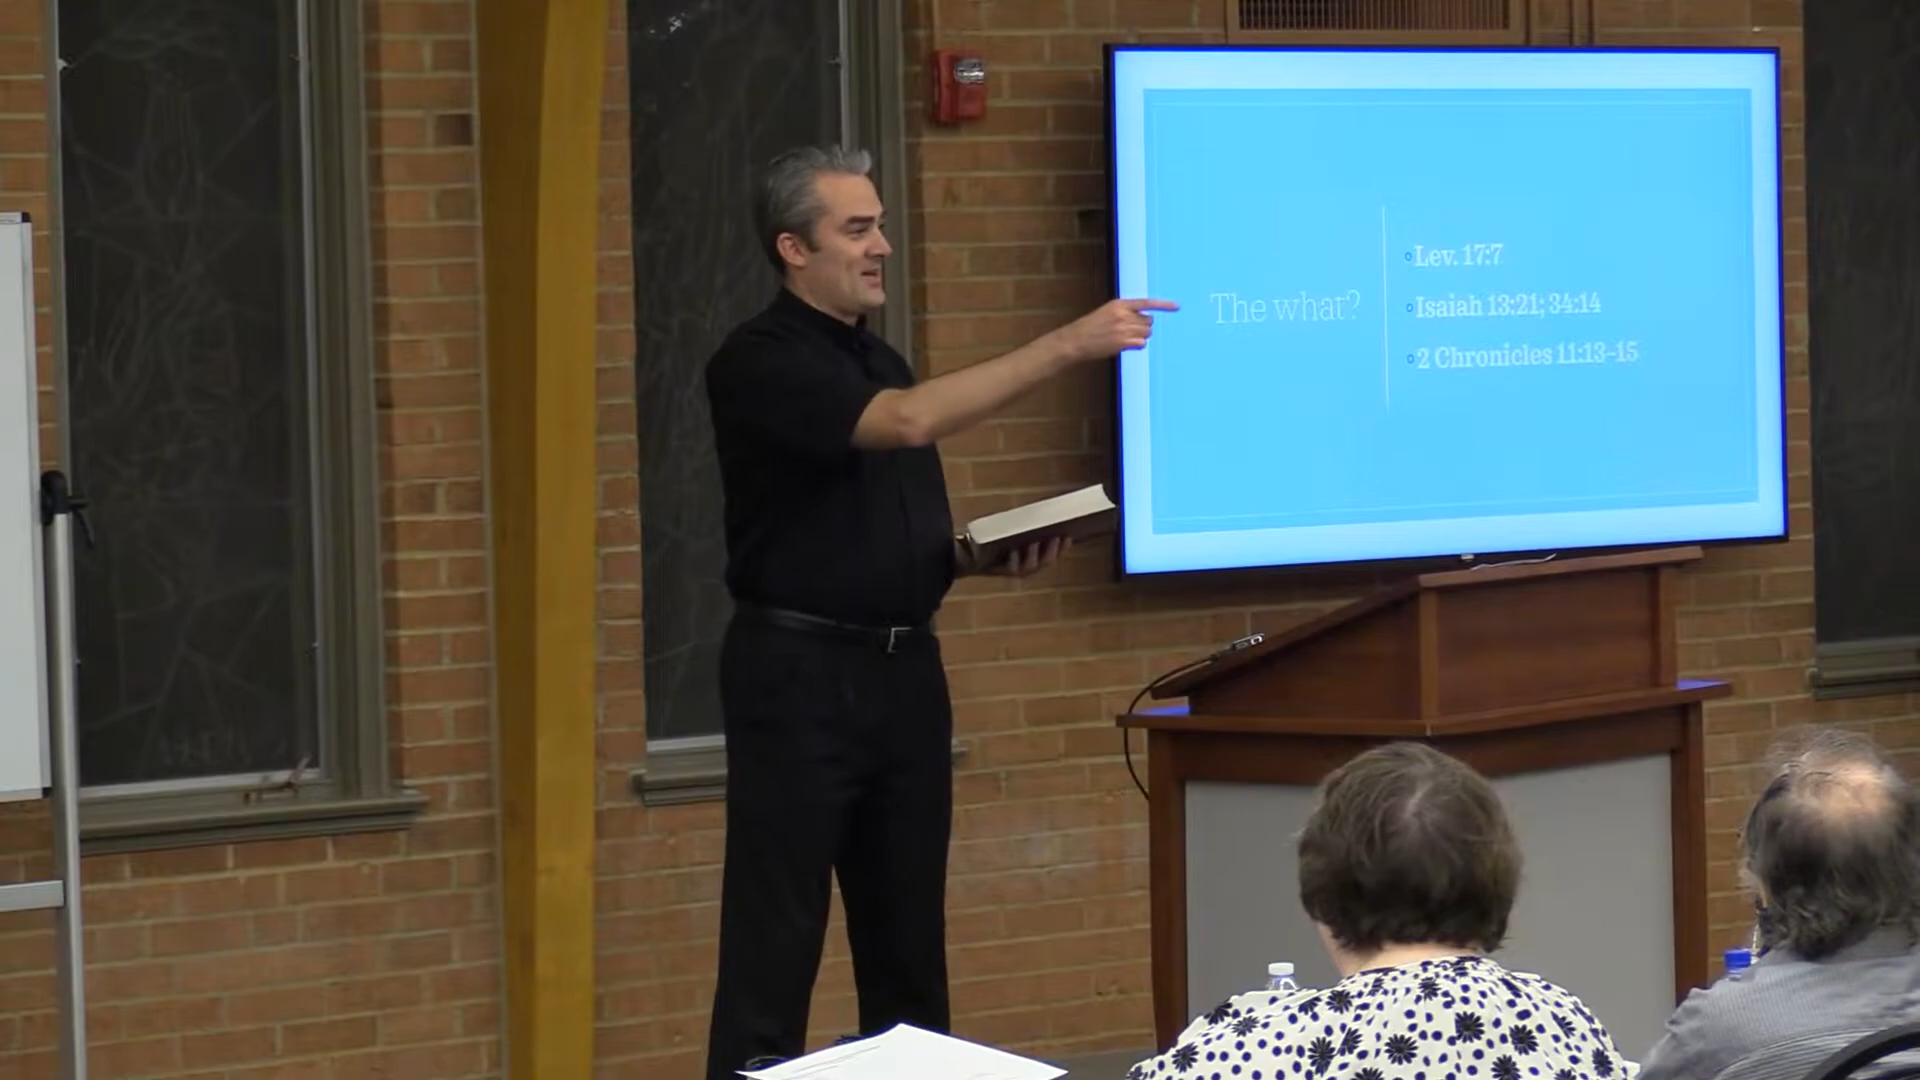 The what?
Lev. 17:7
Isaiah 13:21; 34:14
2 Chronicles 11:13-15